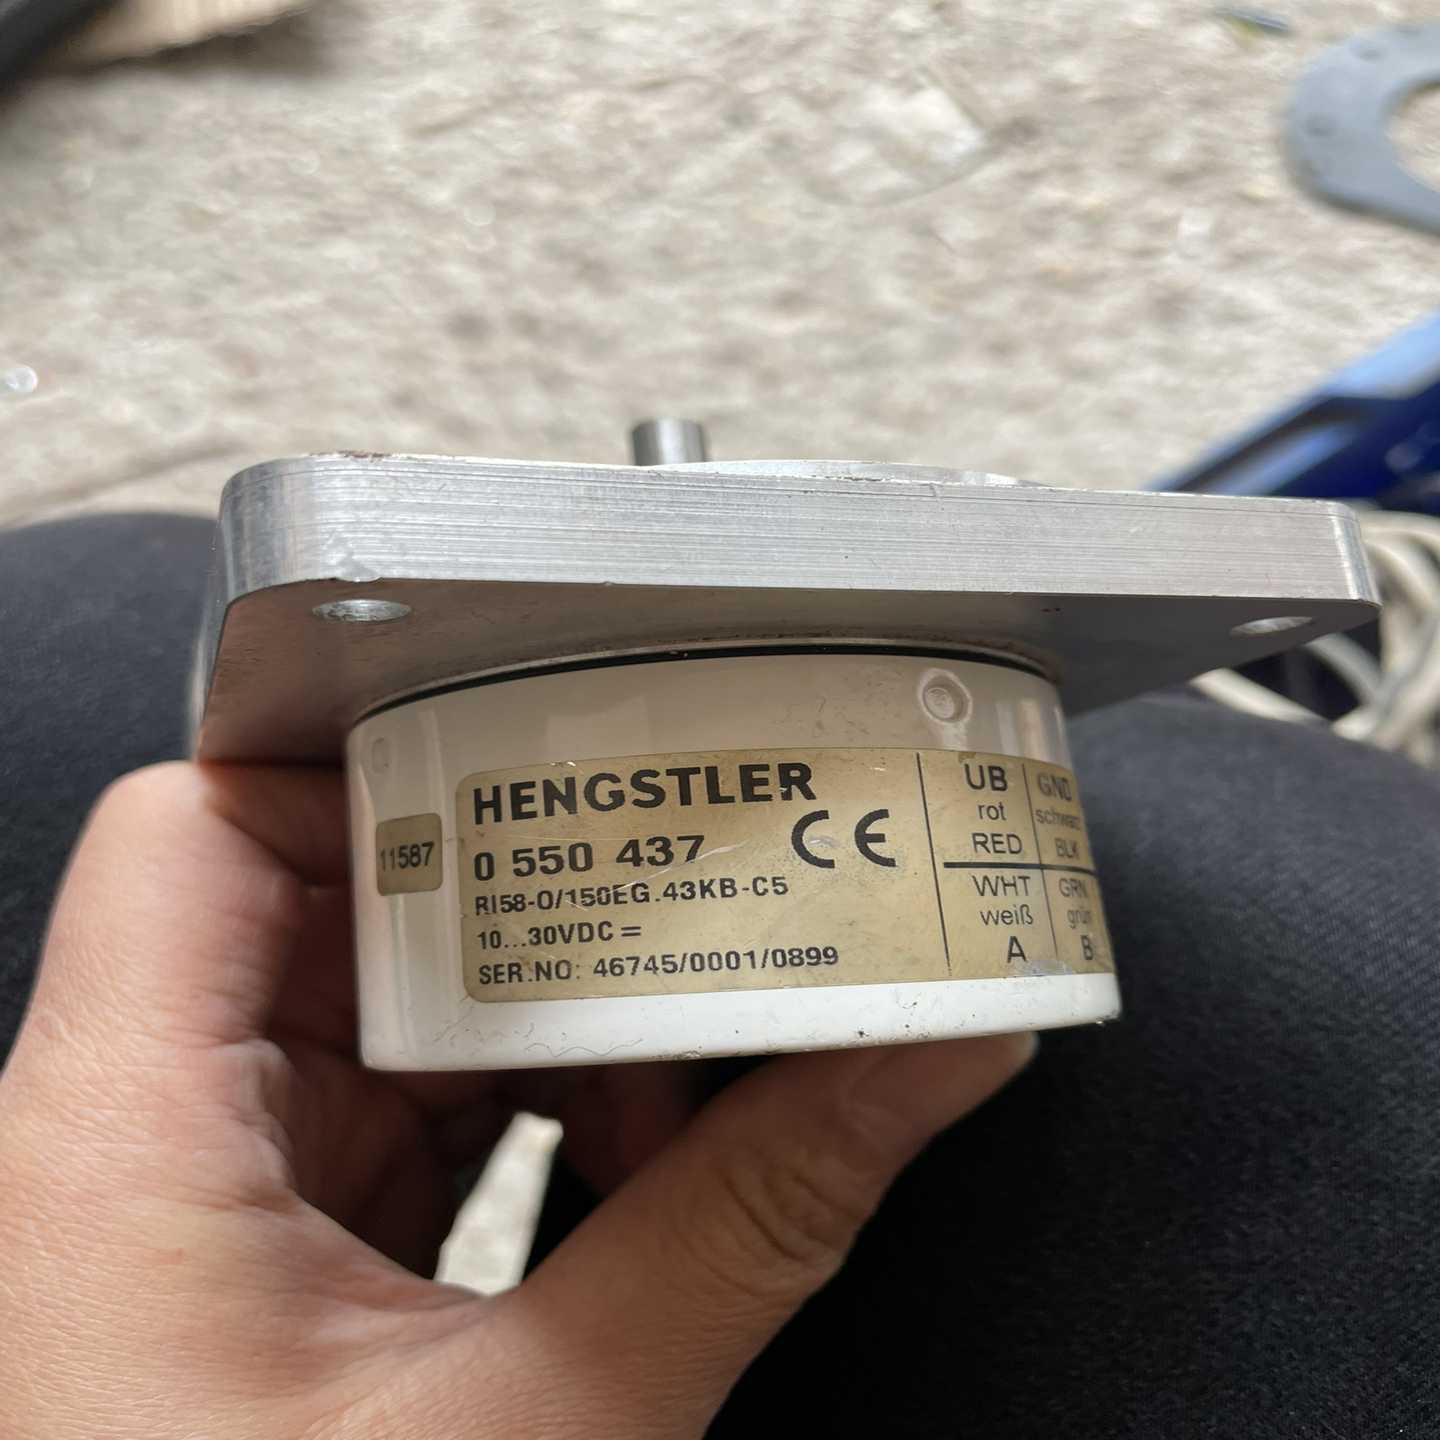 11587
HENGSTLER
0 550 437 CE
RI58-O/150EG.43KB-C5
10...30VDC =
SER.NO: 46745/0001/0899
UB GND
rot schwarz
RED BLK
WHT GRN
weiß grün
A B